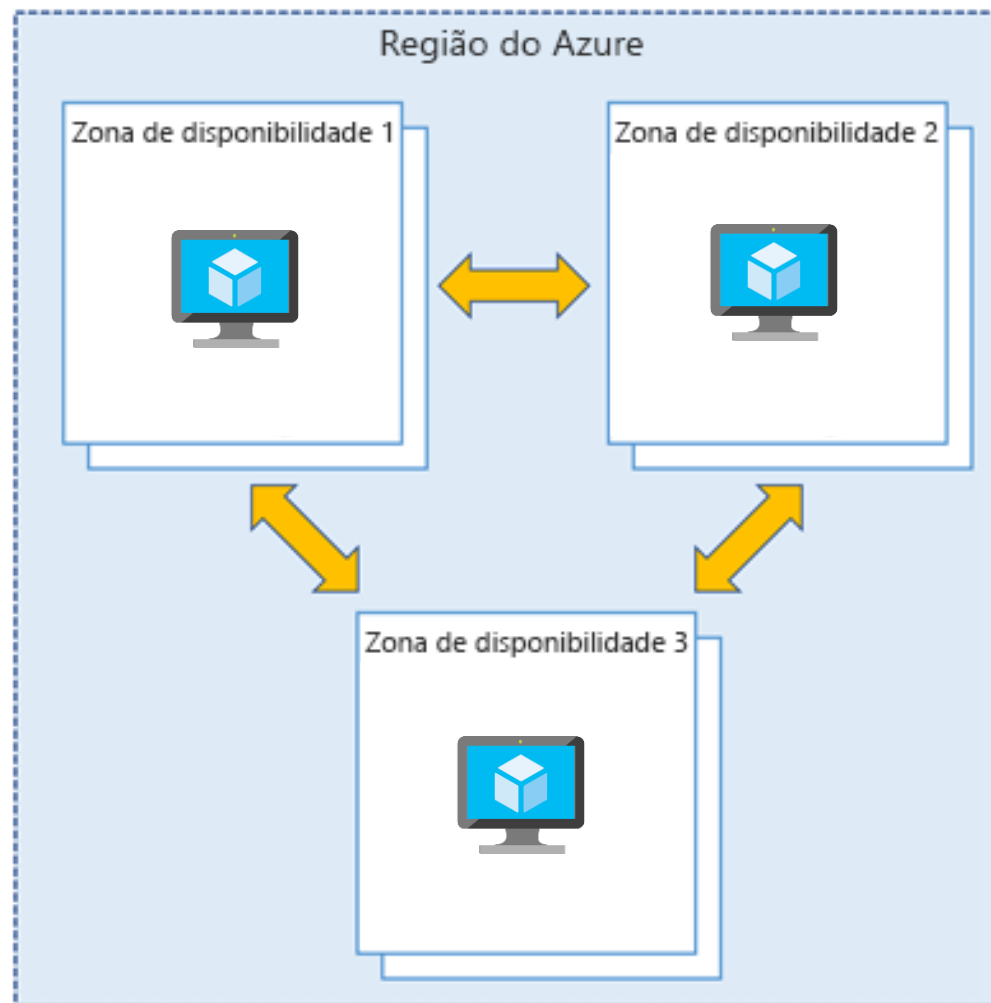 Região do Azure
Zona de disponibilidade 1
Zona de disponibilidade 2
Zona de disponibilidade 3